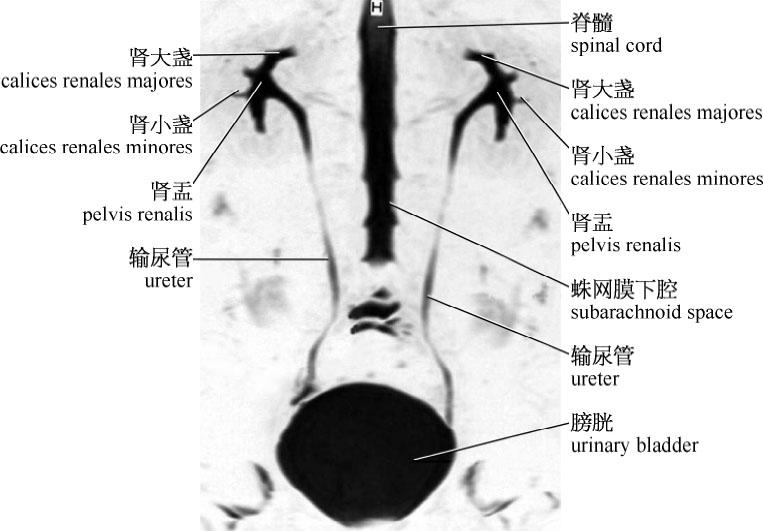 H
肾大盏
calices renales majores
肾小盏
calices renales minores
肾盂
pelvis renalis
输尿管
ureter
脊髓
spinal cord
肾大盏
calices renales majores
肾小盏
calices renales minores
肾盂
pelvis renalis
蛛网膜下腔
subarachnoid space
输尿管
ureter
膀胱
urinary bladder